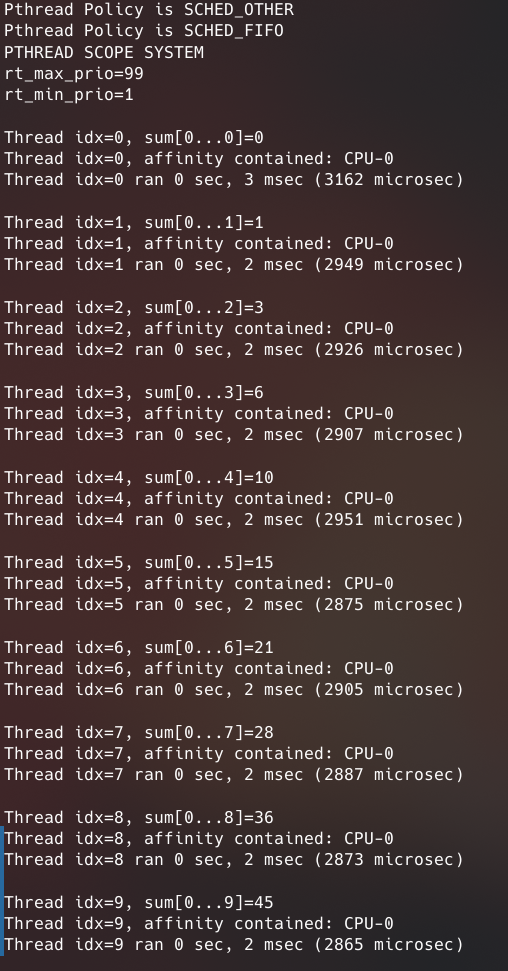 Pthread Policy is SCHED_OTHER
Pthread Policy is SCHED_FIFO
PTHREAD SCOPE SYSTEM
rt_max_prio=99
rt_min_prio=1
Thread idx=0, sum[0...0]=0
Thread idx=0, affinity contained: CPU-0
Thread idx=0 ran 0 sec, 3 msec (3162 microsec)
Thread idx=1, sum[0...1]=1
Thread idx=1, affinity contained: CPU-0
Thread idx=1 ran 0 sec, 2 msec (2949 microsec)
Thread idx=2, sum[0...2]=3
Thread idx=2, affinity contained: CPU-0
Thread idx=2 ran 0 sec, 2 msec (2926 microsec)
Thread idx=3, sum[0...3]=6
Thread idx=3, affinity contained: CPU-0
Thread idx=3 ran 0 sec, 2 msec (2907 microsec)
Thread idx=4, sum[0...4]=10
Thread idx=4, affinity contained: CPU-0
Thread idx=4 ran 0 sec, 2 msec (2951 microsec)
Thread idx=5, sum[0...5]=15
Thread idx=5, affinity contained: CPU-0
Thread idx=5 ran 0 sec, 2 msec (2875 microsec)
Thread idx=6, sum[0...6]=21
Thread idx=6, affinity contained: CPU-0
Thread idx=6 ran 0 sec, 2 msec (2905 microsec)
Thread idx=7, sum[0...7]=28
Thread idx=7, affinity contained: CPU-0
Thread idx=7 ran 0 sec, 2 msec (2887 microsec)
Thread idx=8, sum[0...8]=36
Thread idx=8, affinity contained: CPU-0
Thread idx=8 ran 0 sec, 2 msec (2873 microsec)
Thread idx=9, sum[0...9]=45
Thread idx=9, affinity contained: CPU-0
Thread idx=9 ran 0 sec, 2 msec (2865 microsec)